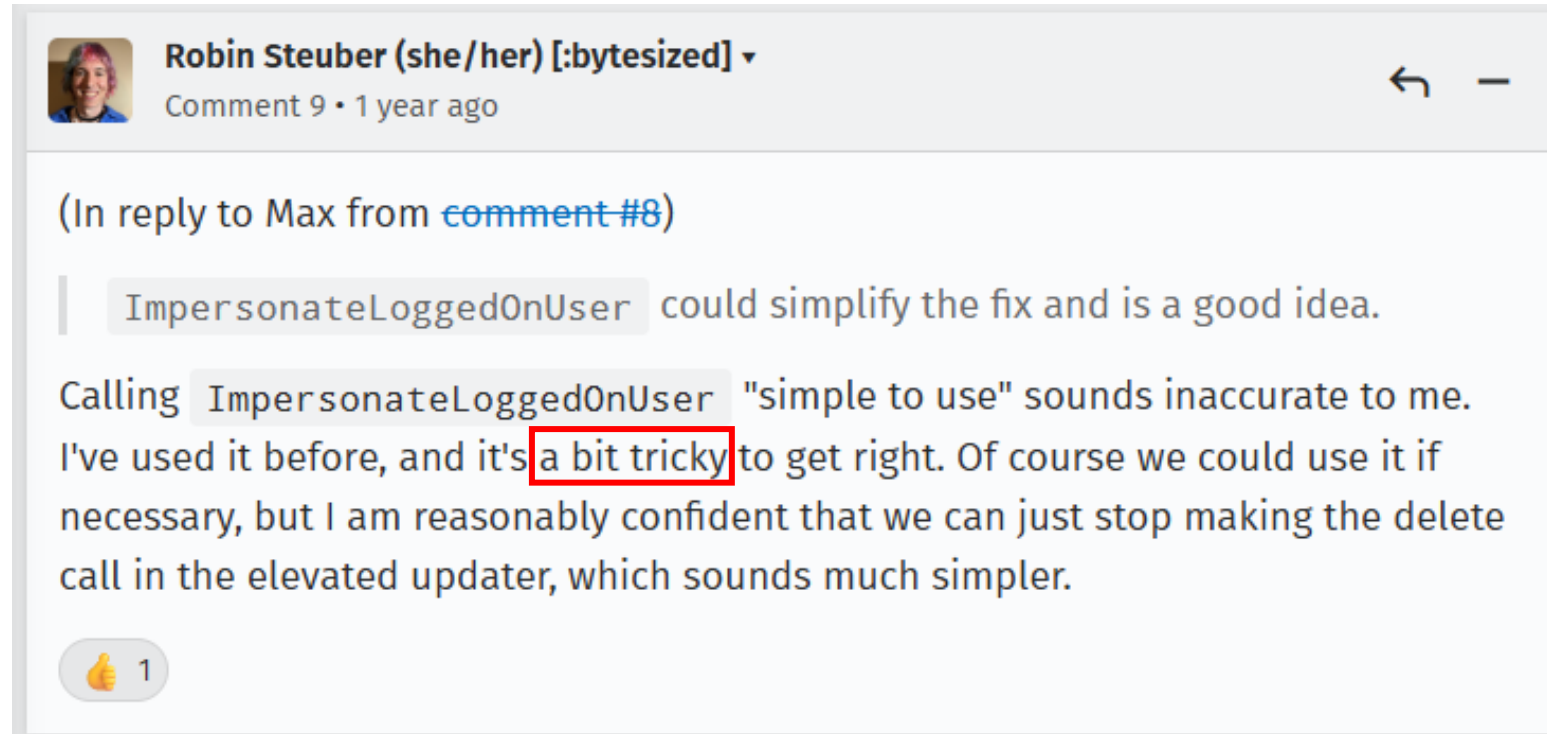 Robin Steuber (she/her) [:bytesized] ▾
Comment 9 • 1 year ago
(In reply to Max from comment #8)
ImpersonateLoggedOnUser could simplify the fix and is a good idea.
Calling ImpersonateLoggedOnUser "simple to use" sounds inaccurate to me.
I've used it before, and it's a bit tricky to get right. Of course we could use it if
necessary, but I am reasonably confident that we can just stop making the delete
call in the elevated updater, which sounds much simpler.
👍 1